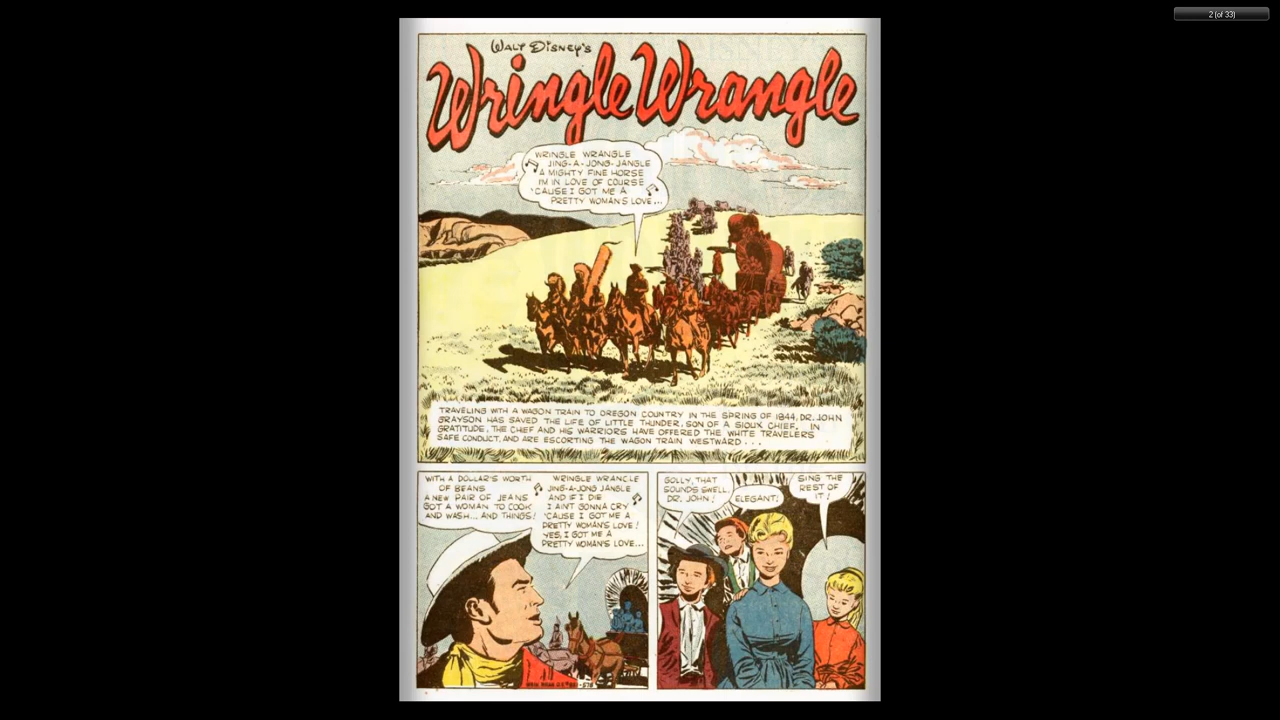 2 (of 33)
WALT DISNEY'S
Wringle Wrangle
WRINGLE WRANGLE
JING-A-JONG-JANGLE
A MIGHTY FINE HORSE
I'M IN LOVE OF COURSE
'CAUSE I GOT ME A
PRETTY WOMAN'S LOVE...
TRAVELING WITH A WAGON TRAIN TO OREGON COUNTRY IN THE SPRING OF 1844, DR. JOHN
GRAYSON HAS SAVED THE LIFE OF LITTLE THUNDER, SON OF A SIOUX CHIEF. IN
GRATITUDE, THE CHIEF AND HIS WARRIORS HAVE OFFERED THE WHITE TRAVELERS
SAFE CONDUCT, AND ARE ESCORTING THE WAGON TRAIN WESTWARD...
WITH A DOLLAR'S WORTH
OF BEANS
A NEW PAIR OF JEANS
GOT A WOMAN TO COOK
AND WASH... AND THINGS!
WRINGLE WRANGLE
JING-A-JONG JANGLE
AND IF I DIE
I AIN'T GONNA CRY
'CAUSE I GOT ME A
PRETTY WOMAN'S LOVE!
YES, I GOT ME A
PRETTY WOMAN'S LOVE...
GOLLY, THAT
SOUNDS SWELL,
DR. JOHN!
ELEGANT!
SING THE
REST OF
IT!